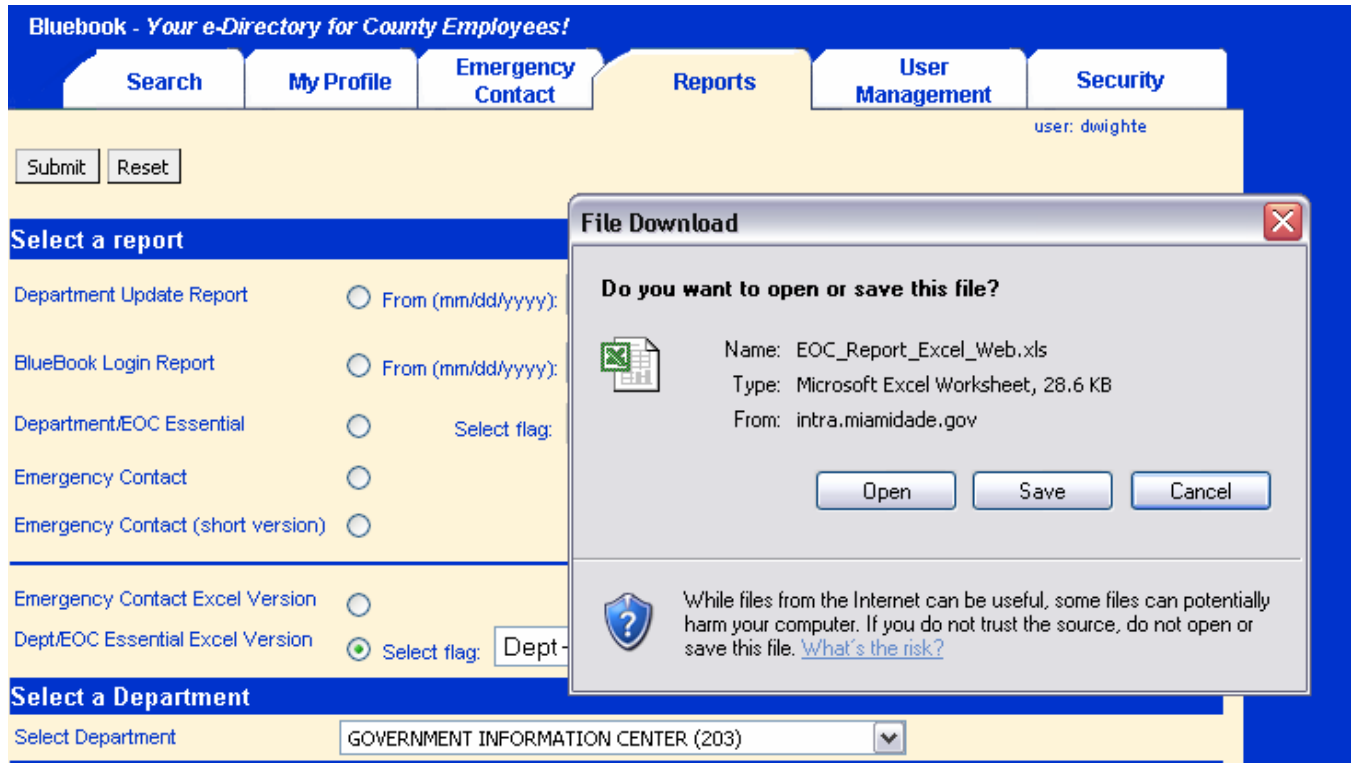 Bluebook - Your e-Directory for County Employees!
Search
My Profile
Emergency
Contact
Reports
User
Management
Security
user: dwighte
Submit
Reset
Select a report
Department Update Report
From (mm/dd/yyyy):
BlueBook Login Report
From (mm/dd/yyyy):
Department/EOC Essential
Select flag:
Emergency Contact
Emergency Contact (short version)
Emergency Contact Excel Version
Dept/EOC Essential Excel Version
Select flag:
Dept-
Select a Department
Select Department
GOVERNMENT INFORMATION CENTER (203)
File Download
Do you want to open or save this file?
Name: EOC_Report_Excel_Web.xls
Type: Microsoft Excel Worksheet, 28.6 KB
From: intra.miamidade.gov
Open
Save
Cancel
While files from the Internet can be useful, some files can potentially
harm your computer. If you do not trust the source, do not open or
save this file. What's the risk?